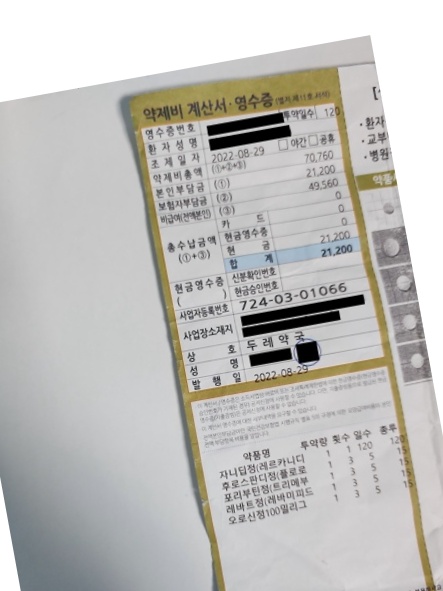 약제비 계산서·영수증 (별지 제11호 서식)
영수증번호 투약일수 120
환자성명
조제일자 2022-08-29 야간 공휴
약제비총액 (①+②+③) 70,760
본인부담금 (①) 21,200
보험자부담금 (②) 49,560
비급여(전액본인) (③) 0
총수납금액 (①+③)
카드 0
현금영수증 0
현금 21,200
합계 21,200
현금영수증 ( )
신분확인번호
현금승인번호
사업자등록번호 724-03-01066
사업장소재지
상호 두레약국
성명
발행일 2022-08-29
약품명 투약량 횟수 일수 총투
자니딥정(레르카니디 1 1 120 120
후로스판디정(플로로 1 3 5 15
포리부틴정(트리메부 1 3 5 15
레바트정(레바미피드 1 3 5 15
오로신정100밀리그 1 3 5 15
·환자
·교부
·병원
약품